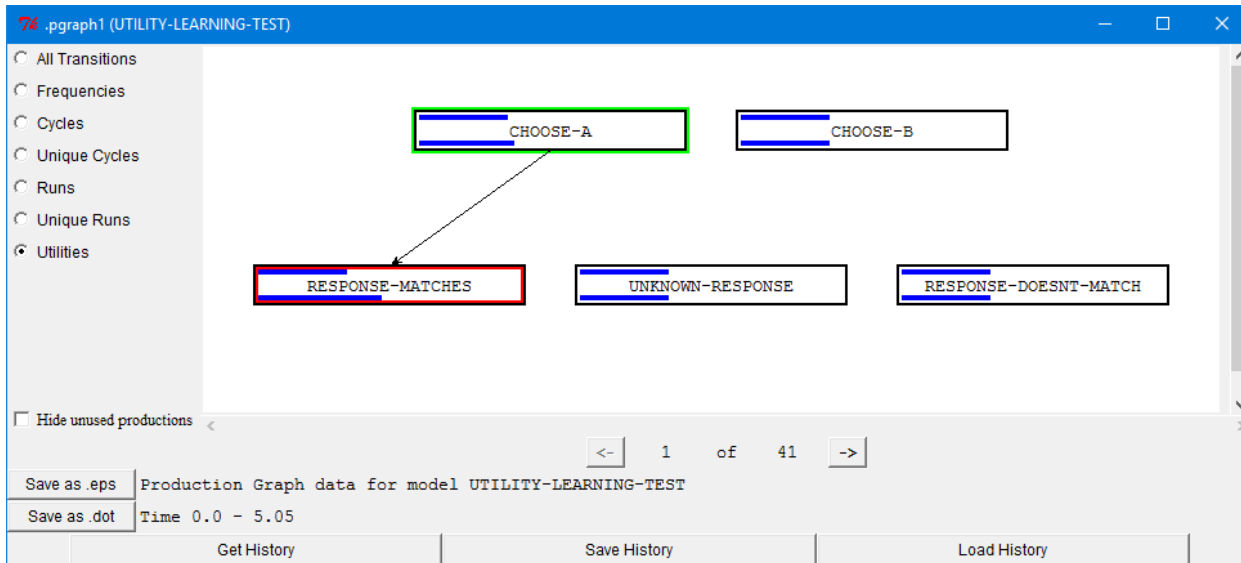 .pgraph1 (UTILITY-LEARNING-TEST)
All Transitions
Frequencies
Cycles
Unique Cycles
Runs
Unique Runs
Utilities
CHOOSE-A
CHOOSE-B
RESPONSE-MATCHES
UNKNOWN-RESPONSE
RESPONSE-DOESNT-MATCH
Hide unused productions
<- 1 of 41 ->
Save as .eps Production Graph data for model UTILITY-LEARNING-TEST
Save as .dot Time 0.0 - 5.05
Get History Save History Load History